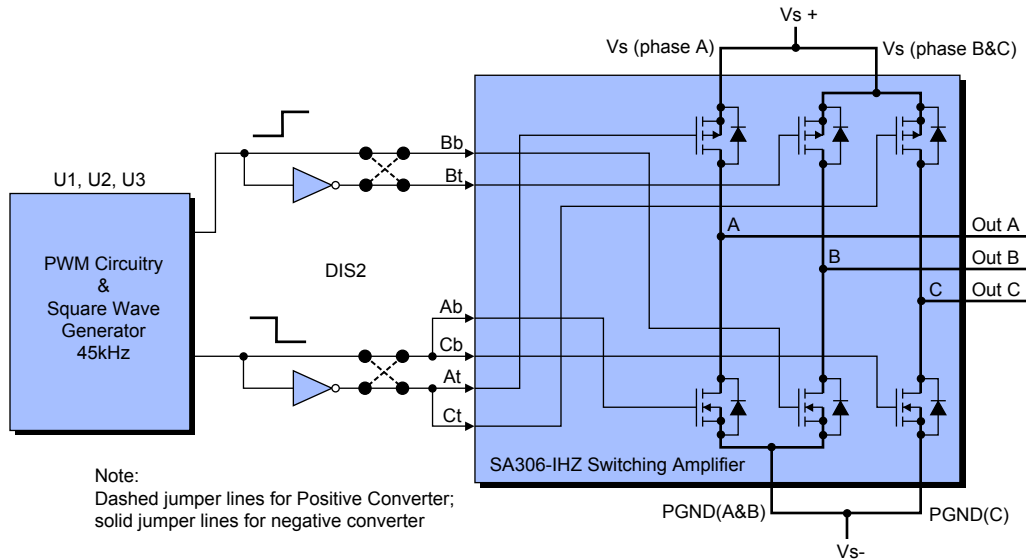 Vs +
Vs (phase A)
Vs (phase B&C)
Bb
Bt
U1, U2, U3
PWM Circuitry
&
Square Wave
Generator
45kHz
DIS2
Ab
Cb
At
Ct
A
B
C
Out A
Out B
Out C
SA306-IHZ Switching Amplifier
Note:
Dashed jumper lines for Positive Converter;
solid jumper lines for negative converter
PGND(A&B)
PGND(C)
Vs-